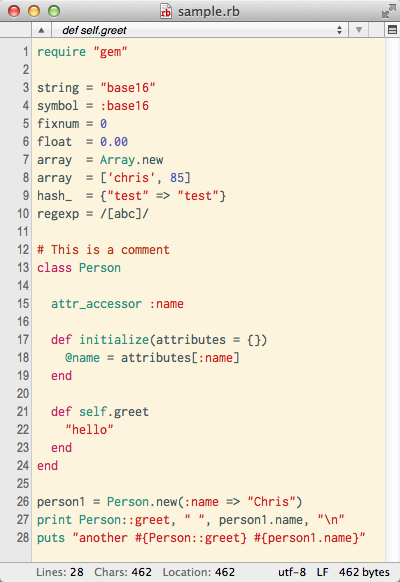 rb sample.rb
def self.greet
1 require "gem"
2
3 string = "base16"
4 symbol = :base16
5 fixnum = 0
6 float  = 0.00
7 array  = Array.new
8 array  = ['chris', 85]
9 hash_  = {"test" => "test"}
10 regexp = /[abc]/
11
12 # This is a comment
13 class Person
14
15   attr_accessor :name
16
17   def initialize(attributes = {})
18     @name = attributes[:name]
19   end
20
21   def self.greet
22     "hello"
23   end
24 end
25
26 person1 = Person.new(:name => "Chris")
27 print Person::greet, " ", person1.name, "\n"
28 puts "another #{Person::greet} #{person1.name}"
Lines: 28 Chars: 462 Location: 462 utf-8 LF 462 bytes